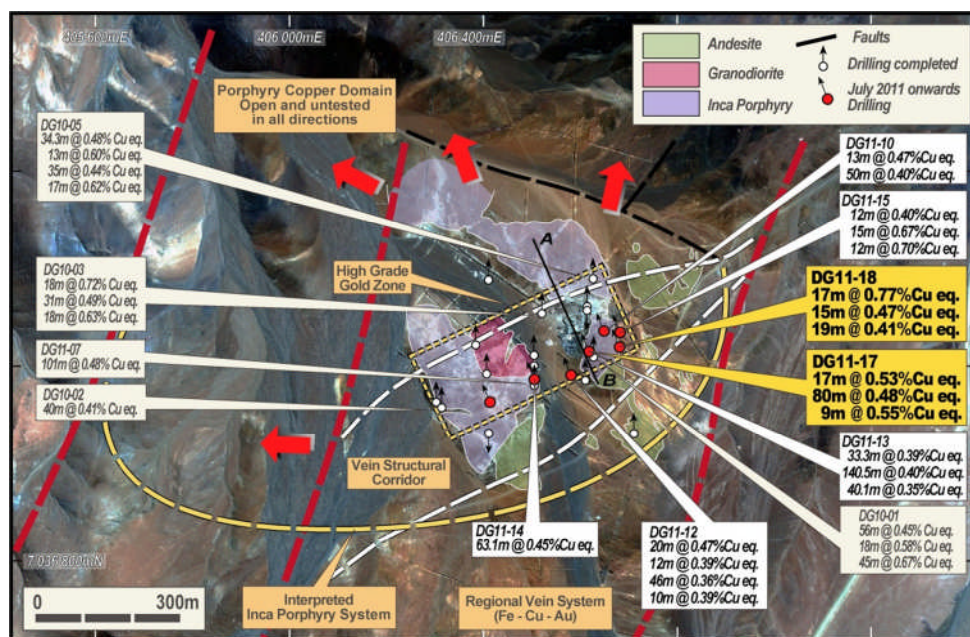 405 600mE
406 000mE
406 400mE
Andesite
Granodiorite
Inca Porphyry
Faults
Drilling completed
July 2011 onwards
Drilling
Porphyry Copper Domain
Open and untested
in all directions
DG10-05
34.3m @ 0.48% Cu eq.
13m @ 0.60% Cu eq.
35m @ 0.44% Cu eq.
17m @ 0.62% Cu eq.
DG11-10
13m @ 0.47%Cu eq.
50m @ 0.40%Cu eq.
DG11-15
12m @ 0.40%Cu eq.
15m @ 0.67%Cu eq.
12m @ 0.70%Cu eq.
A
High Grade
Gold Zone
DG10-03
18m @ 0.72% Cu eq.
31m @ 0.49% Cu eq.
18m @ 0.63% Cu eq.
DG11-18
17m @ 0.77%Cu eq.
15m @ 0.47%Cu eq.
19m @ 0.41%Cu eq.
DG11-07
101m @ 0.48% Cu eq.
DG10-02
40m @ 0.41% Cu eq.
B
DG11-17
17m @ 0.53%Cu eq.
80m @ 0.48%Cu eq.
9m @ 0.55%Cu eq.
DG11-13
33.3m @ 0.39%Cu eq.
140.5m @ 0.40%Cu eq.
40.1m @ 0.35%Cu eq.
Vein Structural
Corridor
DG10-01
56m @ 0.45% Cu eq.
18m @ 0.58% Cu eq.
45m @ 0.67% Cu eq.
DG11-14
63.1m @ 0.45%Cu eq.
DG11-12
20m @ 0.47%Cu eq.
12m @ 0.39%Cu eq.
46m @ 0.36%Cu eq.
10m @ 0.39%Cu eq.
7,036,800mN
0 300m
Interpreted
Inca Porphyry System
Regional Vein System
(Fe - Cu - Au)